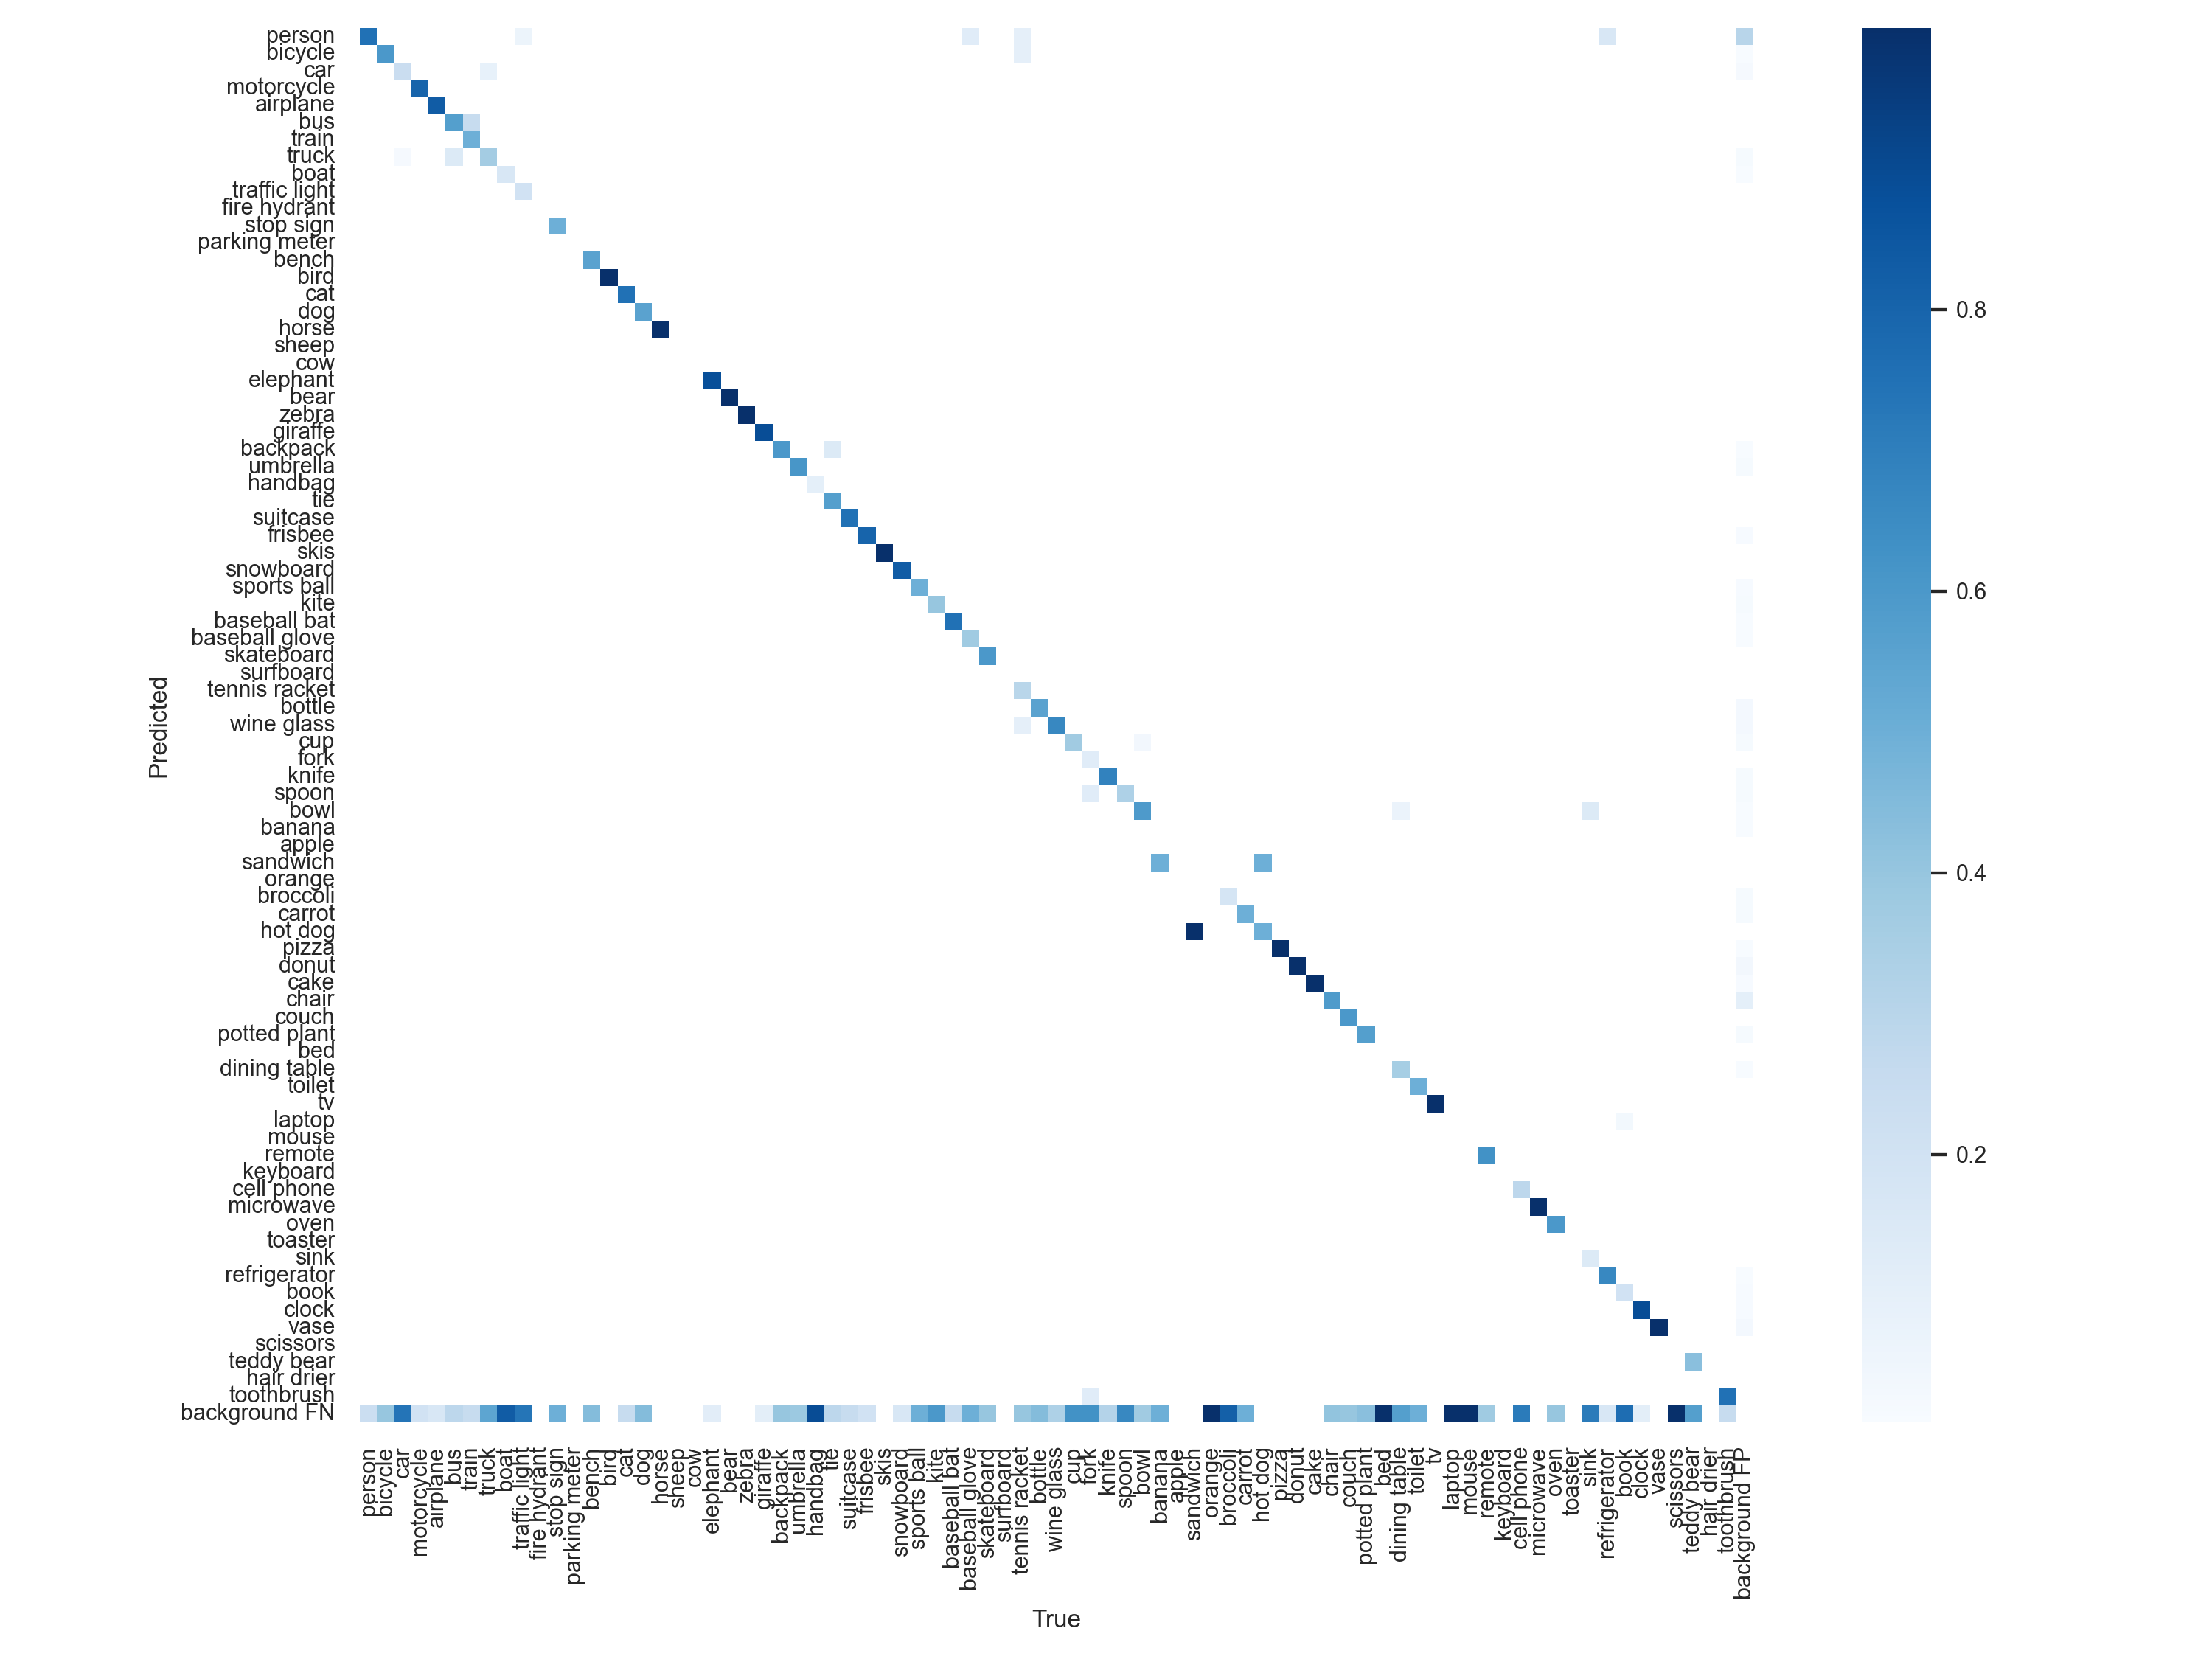 person
bicycle
car
motorcycle
airplane
bus
train
truck
boat
traffic light
fire hydrant
stop sign
parking meter
bench
bird
cat
dog
horse
sheep
cow
elephant
bear
zebra
giraffe
backpack
umbrella
handbag
tie
suitcase
frisbee
skis
snowboard
sports ball
kite
baseball bat
baseball glove
skateboard
surfboard
tennis racket
bottle
wine glass
cup
fork
knife
spoon
bowl
banana
apple
sandwich
orange
broccoli
carrot
hot dog
pizza
donut
cake
chair
couch
potted plant
bed
dining table
toilet
tv
laptop
mouse
remote
keyboard
cell phone
microwave
oven
toaster
sink
refrigerator
book
clock
vase
scissors
teddy bear
hair drier
toothbrush
background FN
Predicted
person
bicycle
car
motorcycle
airplane
bus
train
truck
boat
traffic light
fire hydrant
stop sign
parking meter
bench
bird
cat
dog
horse
sheep
cow
elephant
bear
zebra
giraffe
backpack
umbrella
handbag
tie
suitcase
frisbee
skis
snowboard
sports ball
kite
baseball bat
baseball glove
skateboard
surfboard
tennis racket
bottle
wine glass
cup
fork
knife
spoon
bowl
banana
apple
sandwich
orange
broccoli
carrot
hot dog
pizza
donut
cake
chair
couch
potted plant
bed
dining table
toilet
tv
laptop
mouse
remote
keyboard
cell phone
microwave
oven
toaster
sink
refrigerator
book
clock
vase
scissors
teddy bear
hair drier
toothbrush
background FP
True
0.8
0.6
0.4
0.2